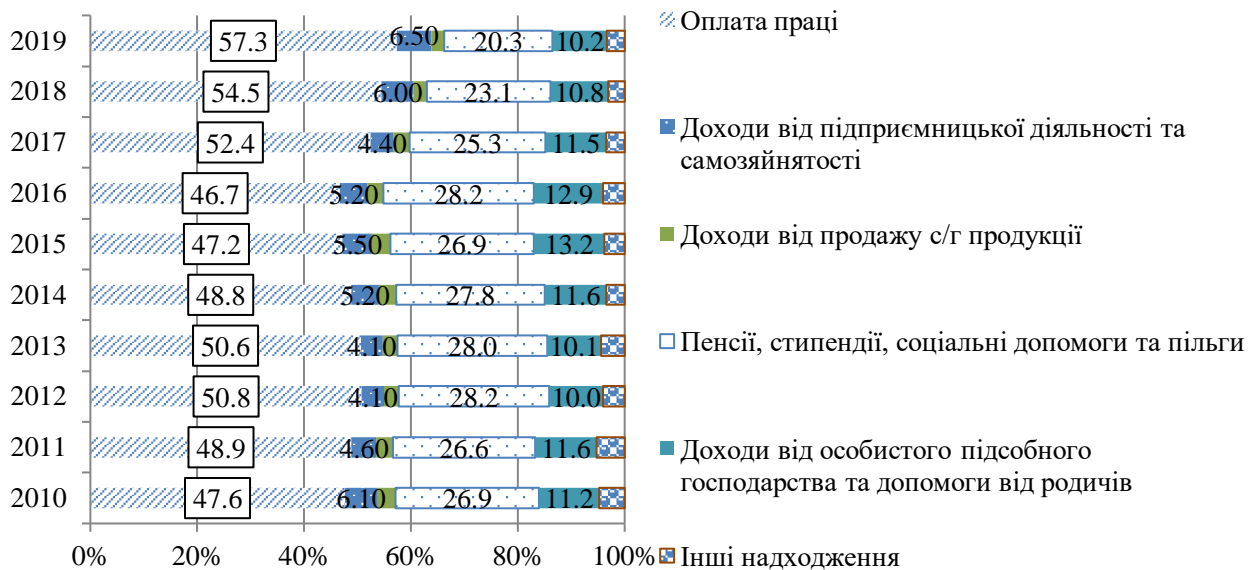 2019 57.3 6.50 20.3 10.2
2018 54.5 6.00 23.1 10.8
2017 52.4 4.40 25.3 11.5
2016 46.7 5.20 28.2 12.9
2015 47.2 5.50 26.9 13.2
2014 48.8 5.20 27.8 11.6
2013 50.6 4.10 28.0 10.1
2012 50.8 4.10 28.2 10.0
2011 48.9 4.60 26.6 11.6
2010 47.6 6.10 26.9 11.2
0% 20% 40% 60% 80% 100%
Оплата праці
Доходи від підприємницької діяльності та
самозяйнятості
Доходи від продажу с/г продукції
Пенсії, стипендії, соціальні допомоги та пільги
Доходи від особистого підсобного
господарства та допомоги від родичів
Інші надходження